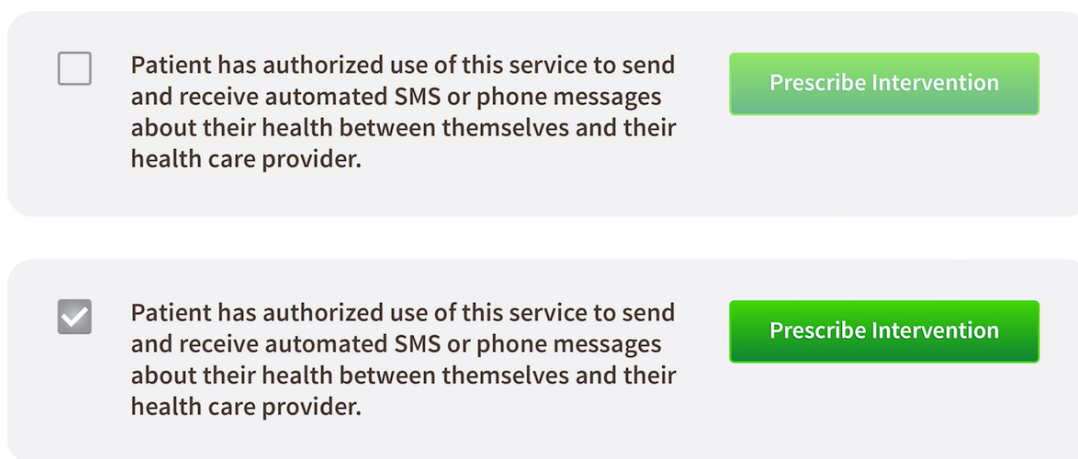 Patient has authorized use of this service to send
and receive automated SMS or phone messages
about their health between themselves and their
health care provider.
Prescribe Intervention
Patient has authorized use of this service to send
and receive automated SMS or phone messages
about their health between themselves and their
health care provider.
Prescribe Intervention